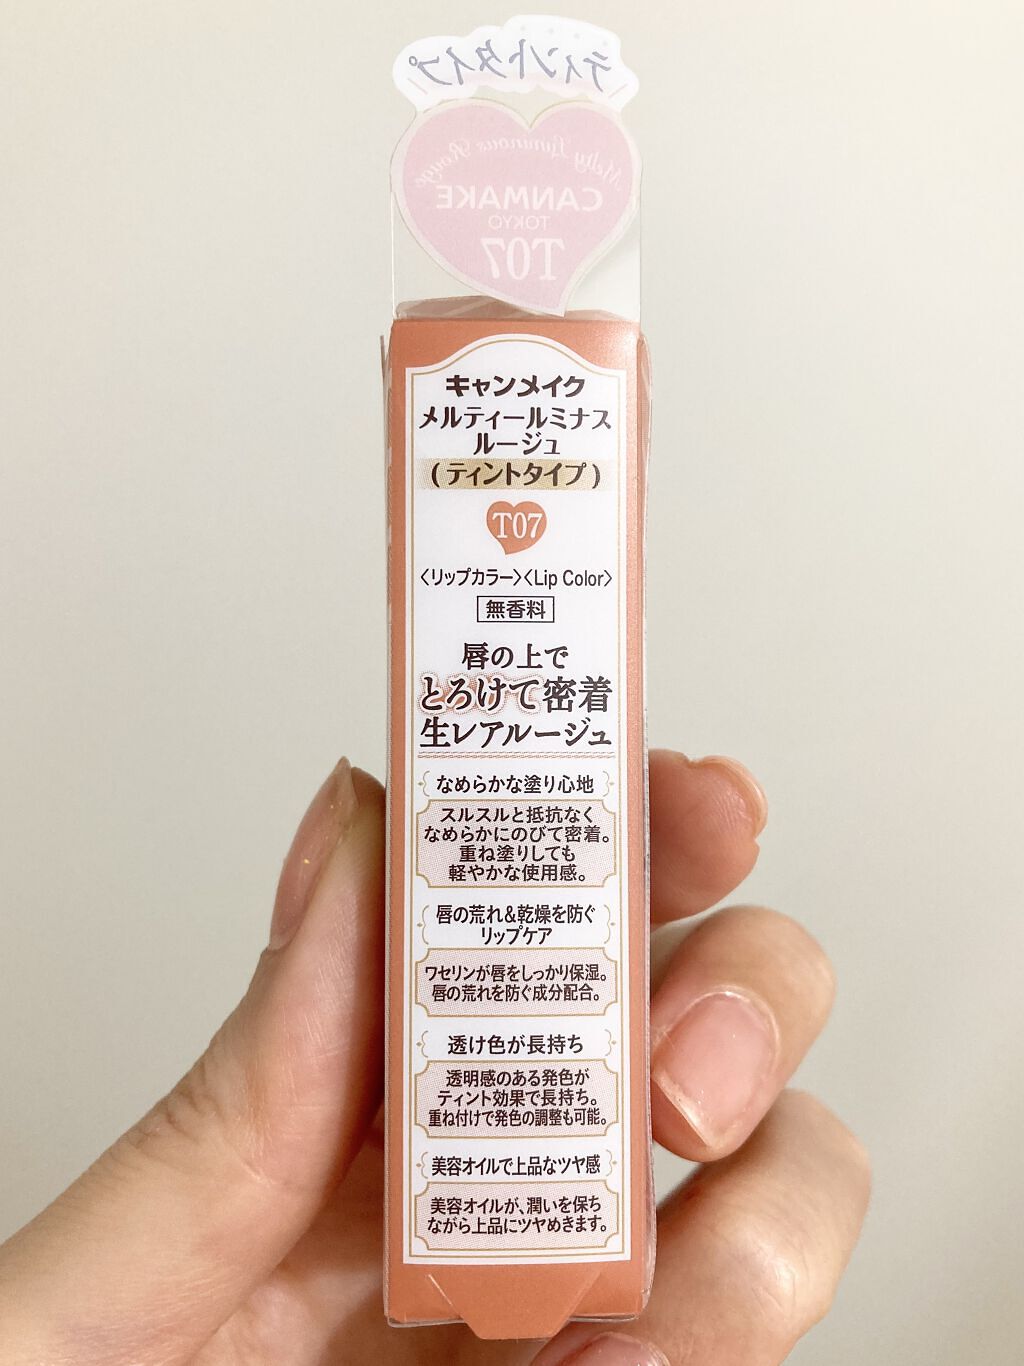 ティントタイプ
Melty Luminous Rouge
CANMAKE
TOKYO
T07
キャンメイク
メルティールミナス
ルージュ
(ティントタイプ)
T07
〈リップカラー〉〈Lip Color〉
無香料
唇の上で
とろけて密着
生レアルージュ
なめらかな塗り心地
スルスルと抵抗なく
なめらかにのびて密着。
重ね塗りしても
軽やかな使用感。
唇の荒れ&乾燥を防ぐ
リップケア
ワセリンが唇をしっかり保湿。
唇の荒れを防ぐ成分配合。
透け色が長持ち
透明感のある発色が
ティント効果で長持ち。
重ね付けで発色の調整も可能。
美容オイルで上品なツヤ感
美容オイルが、潤いを保ち
ながら上品にツヤめきます。